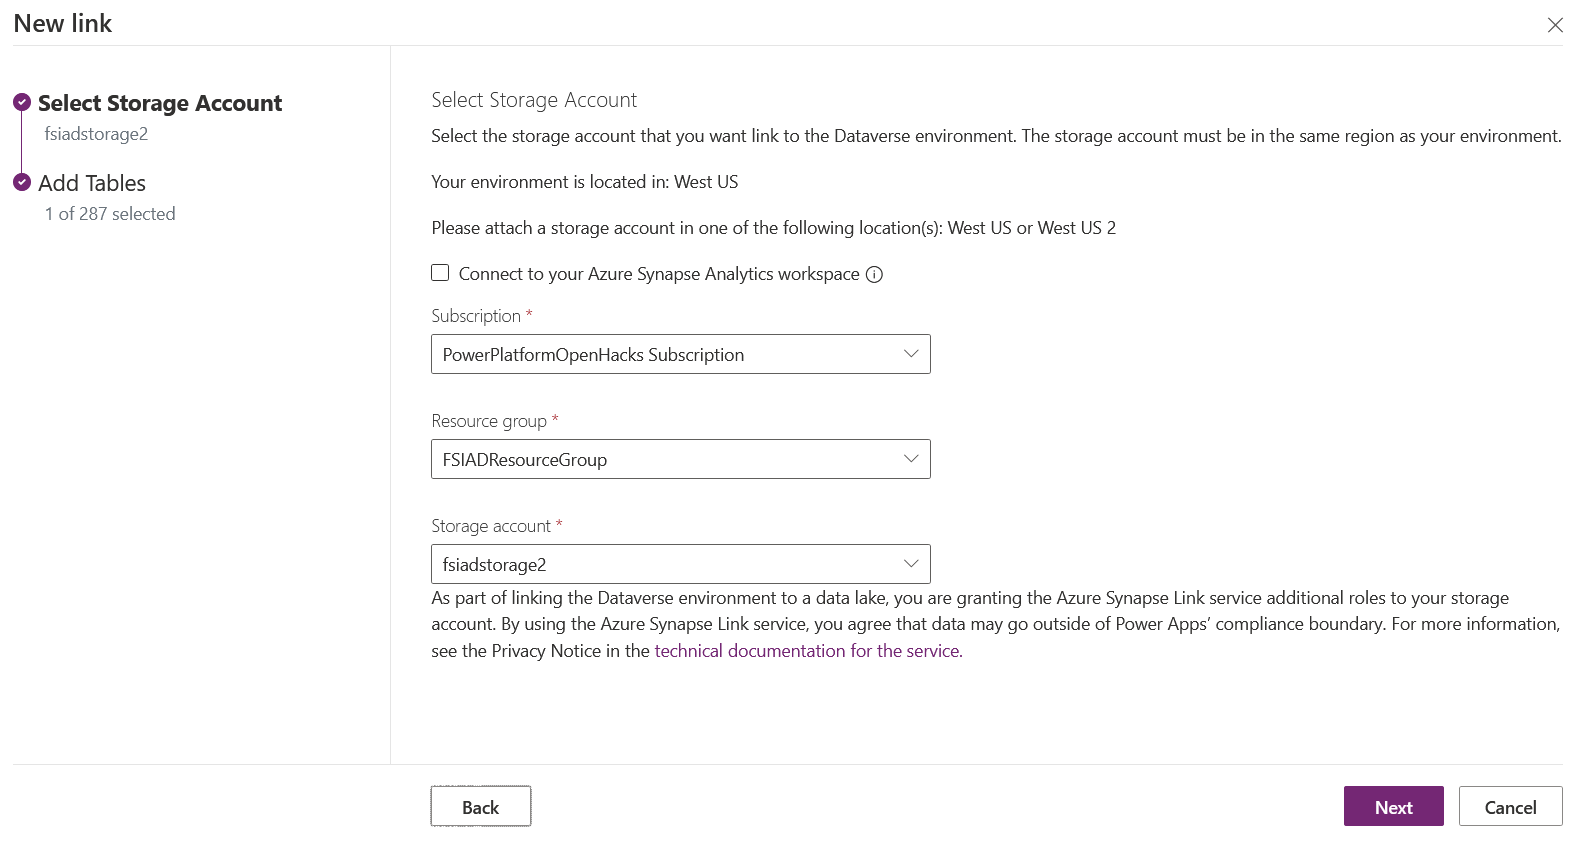 New link
Select Storage Account
fsiadstorage2
Add Tables
1 of 287 selected
Select Storage Account
Select the storage account that you want link to the Dataverse environment. The storage account must be in the same region as your environment.
Your environment is located in: West US
Please attach a storage account in one of the following location(s): West US or West US 2
Connect to your Azure Synapse Analytics workspace
Subscription *
PowerPlatformOpenHacks Subscription
Resource group *
FSIADResourceGroup
Storage account *
fsiadstorage2
As part of linking the Dataverse environment to a data lake, you are granting the Azure Synapse Link service additional roles to your storage
account. By using the Azure Synapse Link service, you agree that data may go outside of Power Apps’ compliance boundary. For more information,
see the Privacy Notice in the technical documentation for the service.
Back
Next
Cancel